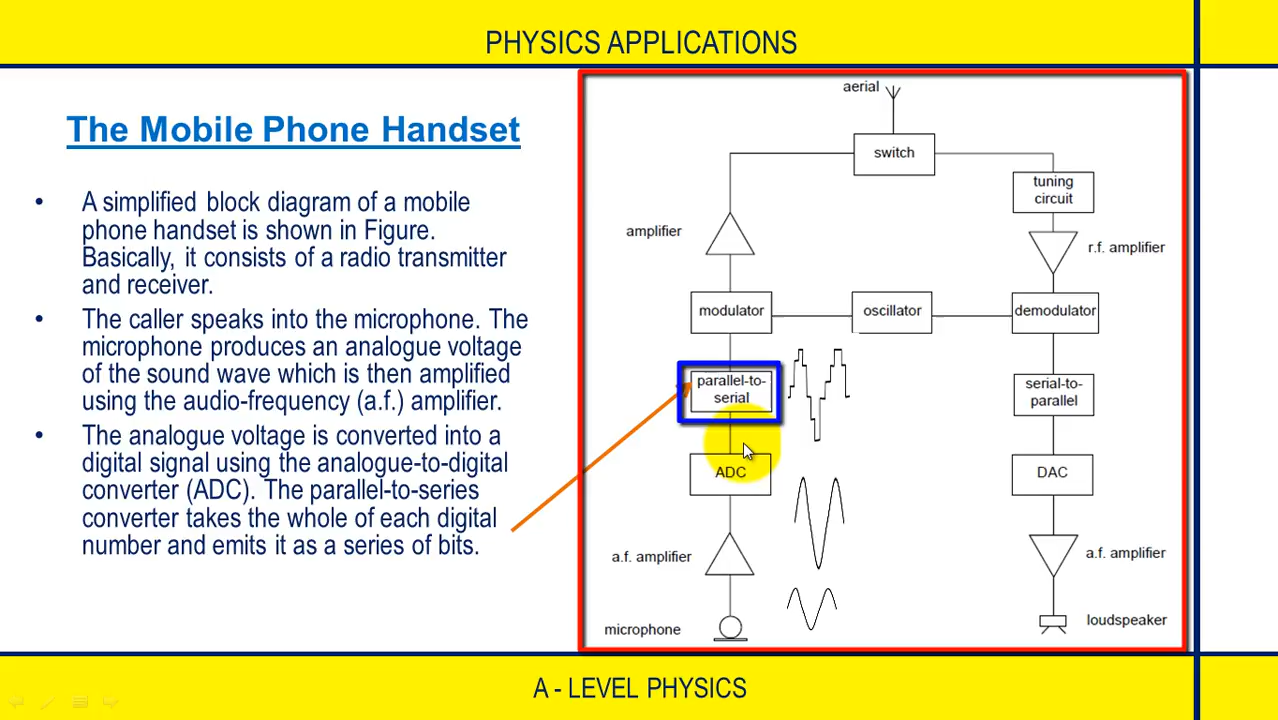 PHYSICS APPLICATIONS
The Mobile Phone Handset
• A simplified block diagram of a mobile
phone handset is shown in Figure.
Basically, it consists of a radio transmitter
and receiver.
• The caller speaks into the microphone. The
microphone produces an analogue voltage
of the sound wave which is then amplified
using the audio-frequency (a.f.) amplifier.
• The analogue voltage is converted into a
digital signal using the analogue-to-digital
converter (ADC). The parallel-to-series
converter takes the whole of each digital
number and emits it as a series of bits.
aerial
switch
tuning
circuit
amplifier
r.f. amplifier
modulator
oscillator
demodulator
parallel-to-
serial
serial-to-
parallel
ADC
DAC
a.f. amplifier
a.f. amplifier
microphone
loudspeaker
A - LEVEL PHYSICS